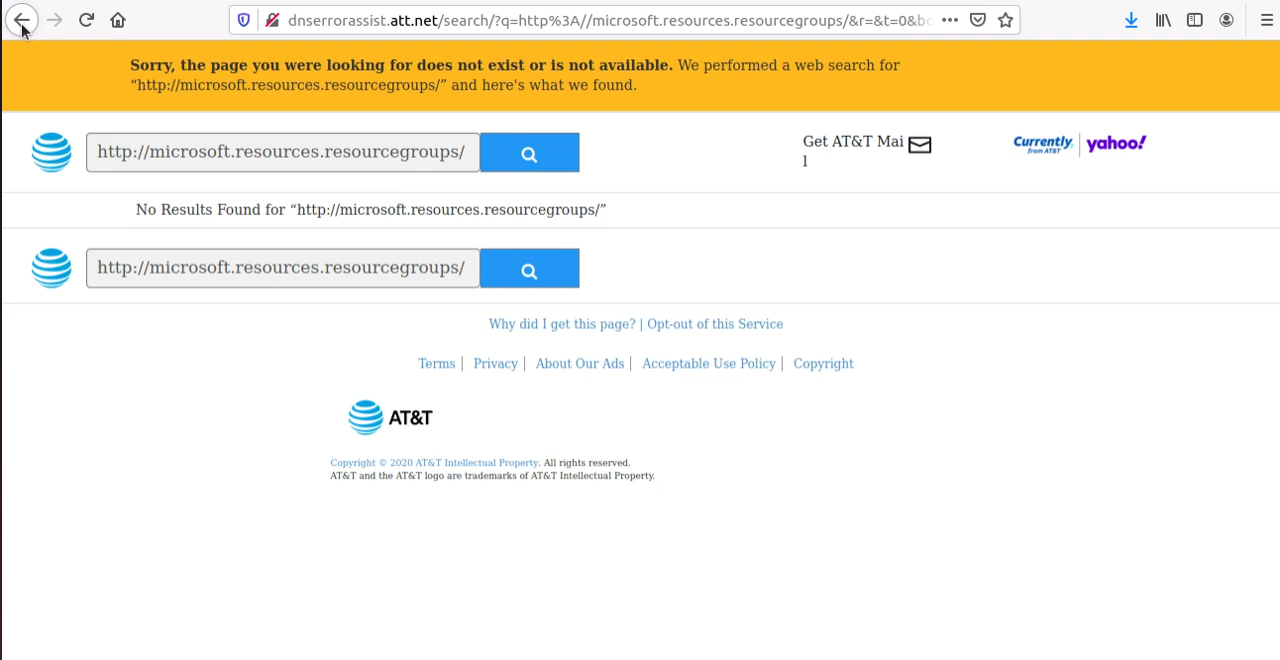 dnserrorassist.att.net/search/?q=http%3A//microsoft.resources.resourcegroups/&r=&t=0&bc
Sorry, the page you were looking for does not exist or is not available. We performed a web search for
“http://microsoft.resources.resourcegroups/” and here's what we found.
http://microsoft.resources.resourcegroups/
Get AT&T Mai
l
Currently from AT&T
yahoo!
No Results Found for “http://microsoft.resources.resourcegroups/”
http://microsoft.resources.resourcegroups/
Why did I get this page? | Opt-out of this Service
Terms | Privacy | About Our Ads | Acceptable Use Policy | Copyright
AT&T
Copyright © 2020 AT&T Intellectual Property. All rights reserved.
AT&T and the AT&T logo are trademarks of AT&T Intellectual Property.